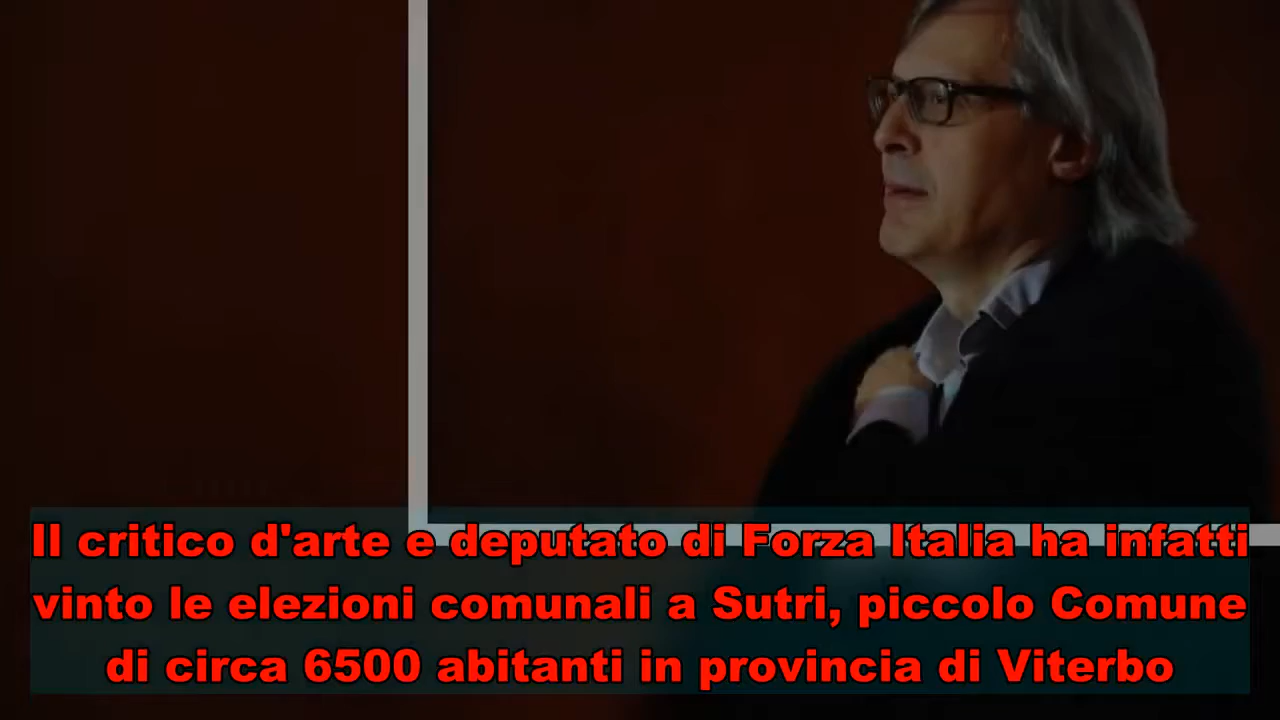 Il critico d'arte e deputato di Forza Italia ha infatti
vinto le elezioni comunali a Sutri, piccolo Comune
di circa 6500 abitanti in provincia di Viterbo